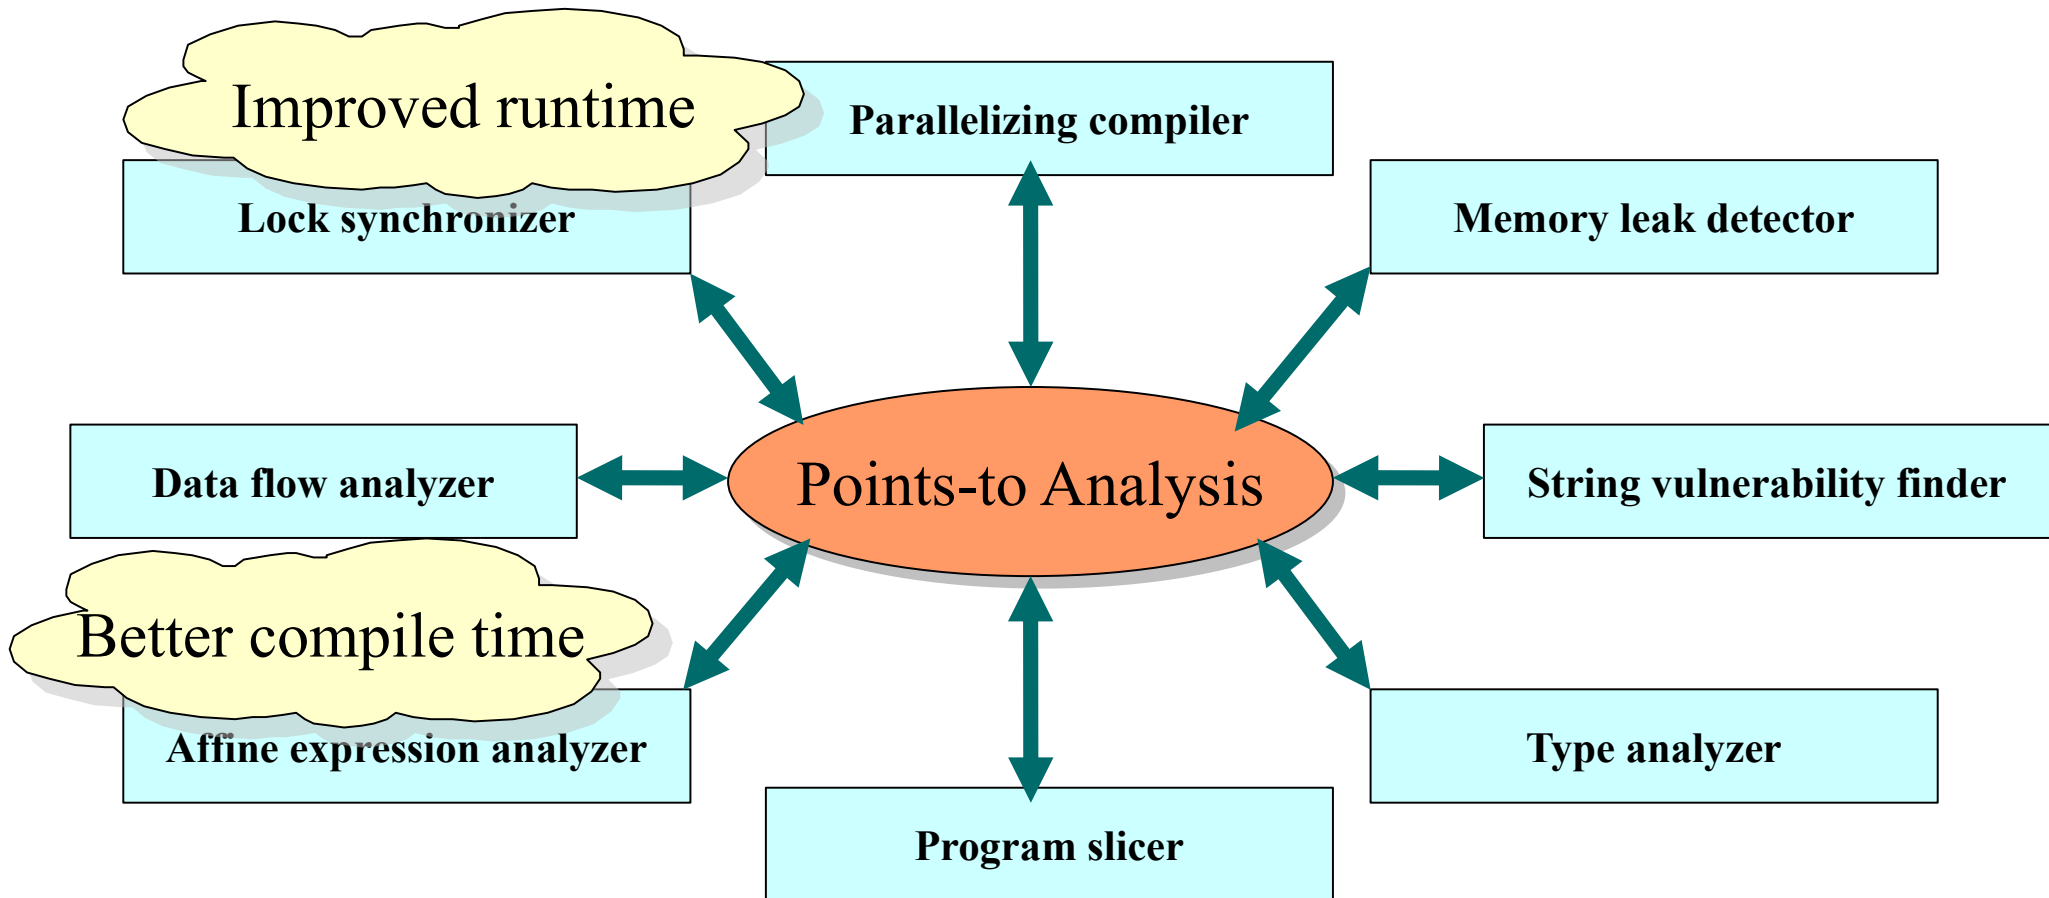 Improved runtime
Parallelizing compiler
Lock synchronizer
Memory leak detector
Data flow analyzer
Points-to Analysis
String vulnerability finder
Better compile time
Affine expression analyzer
Type analyzer
Program slicer